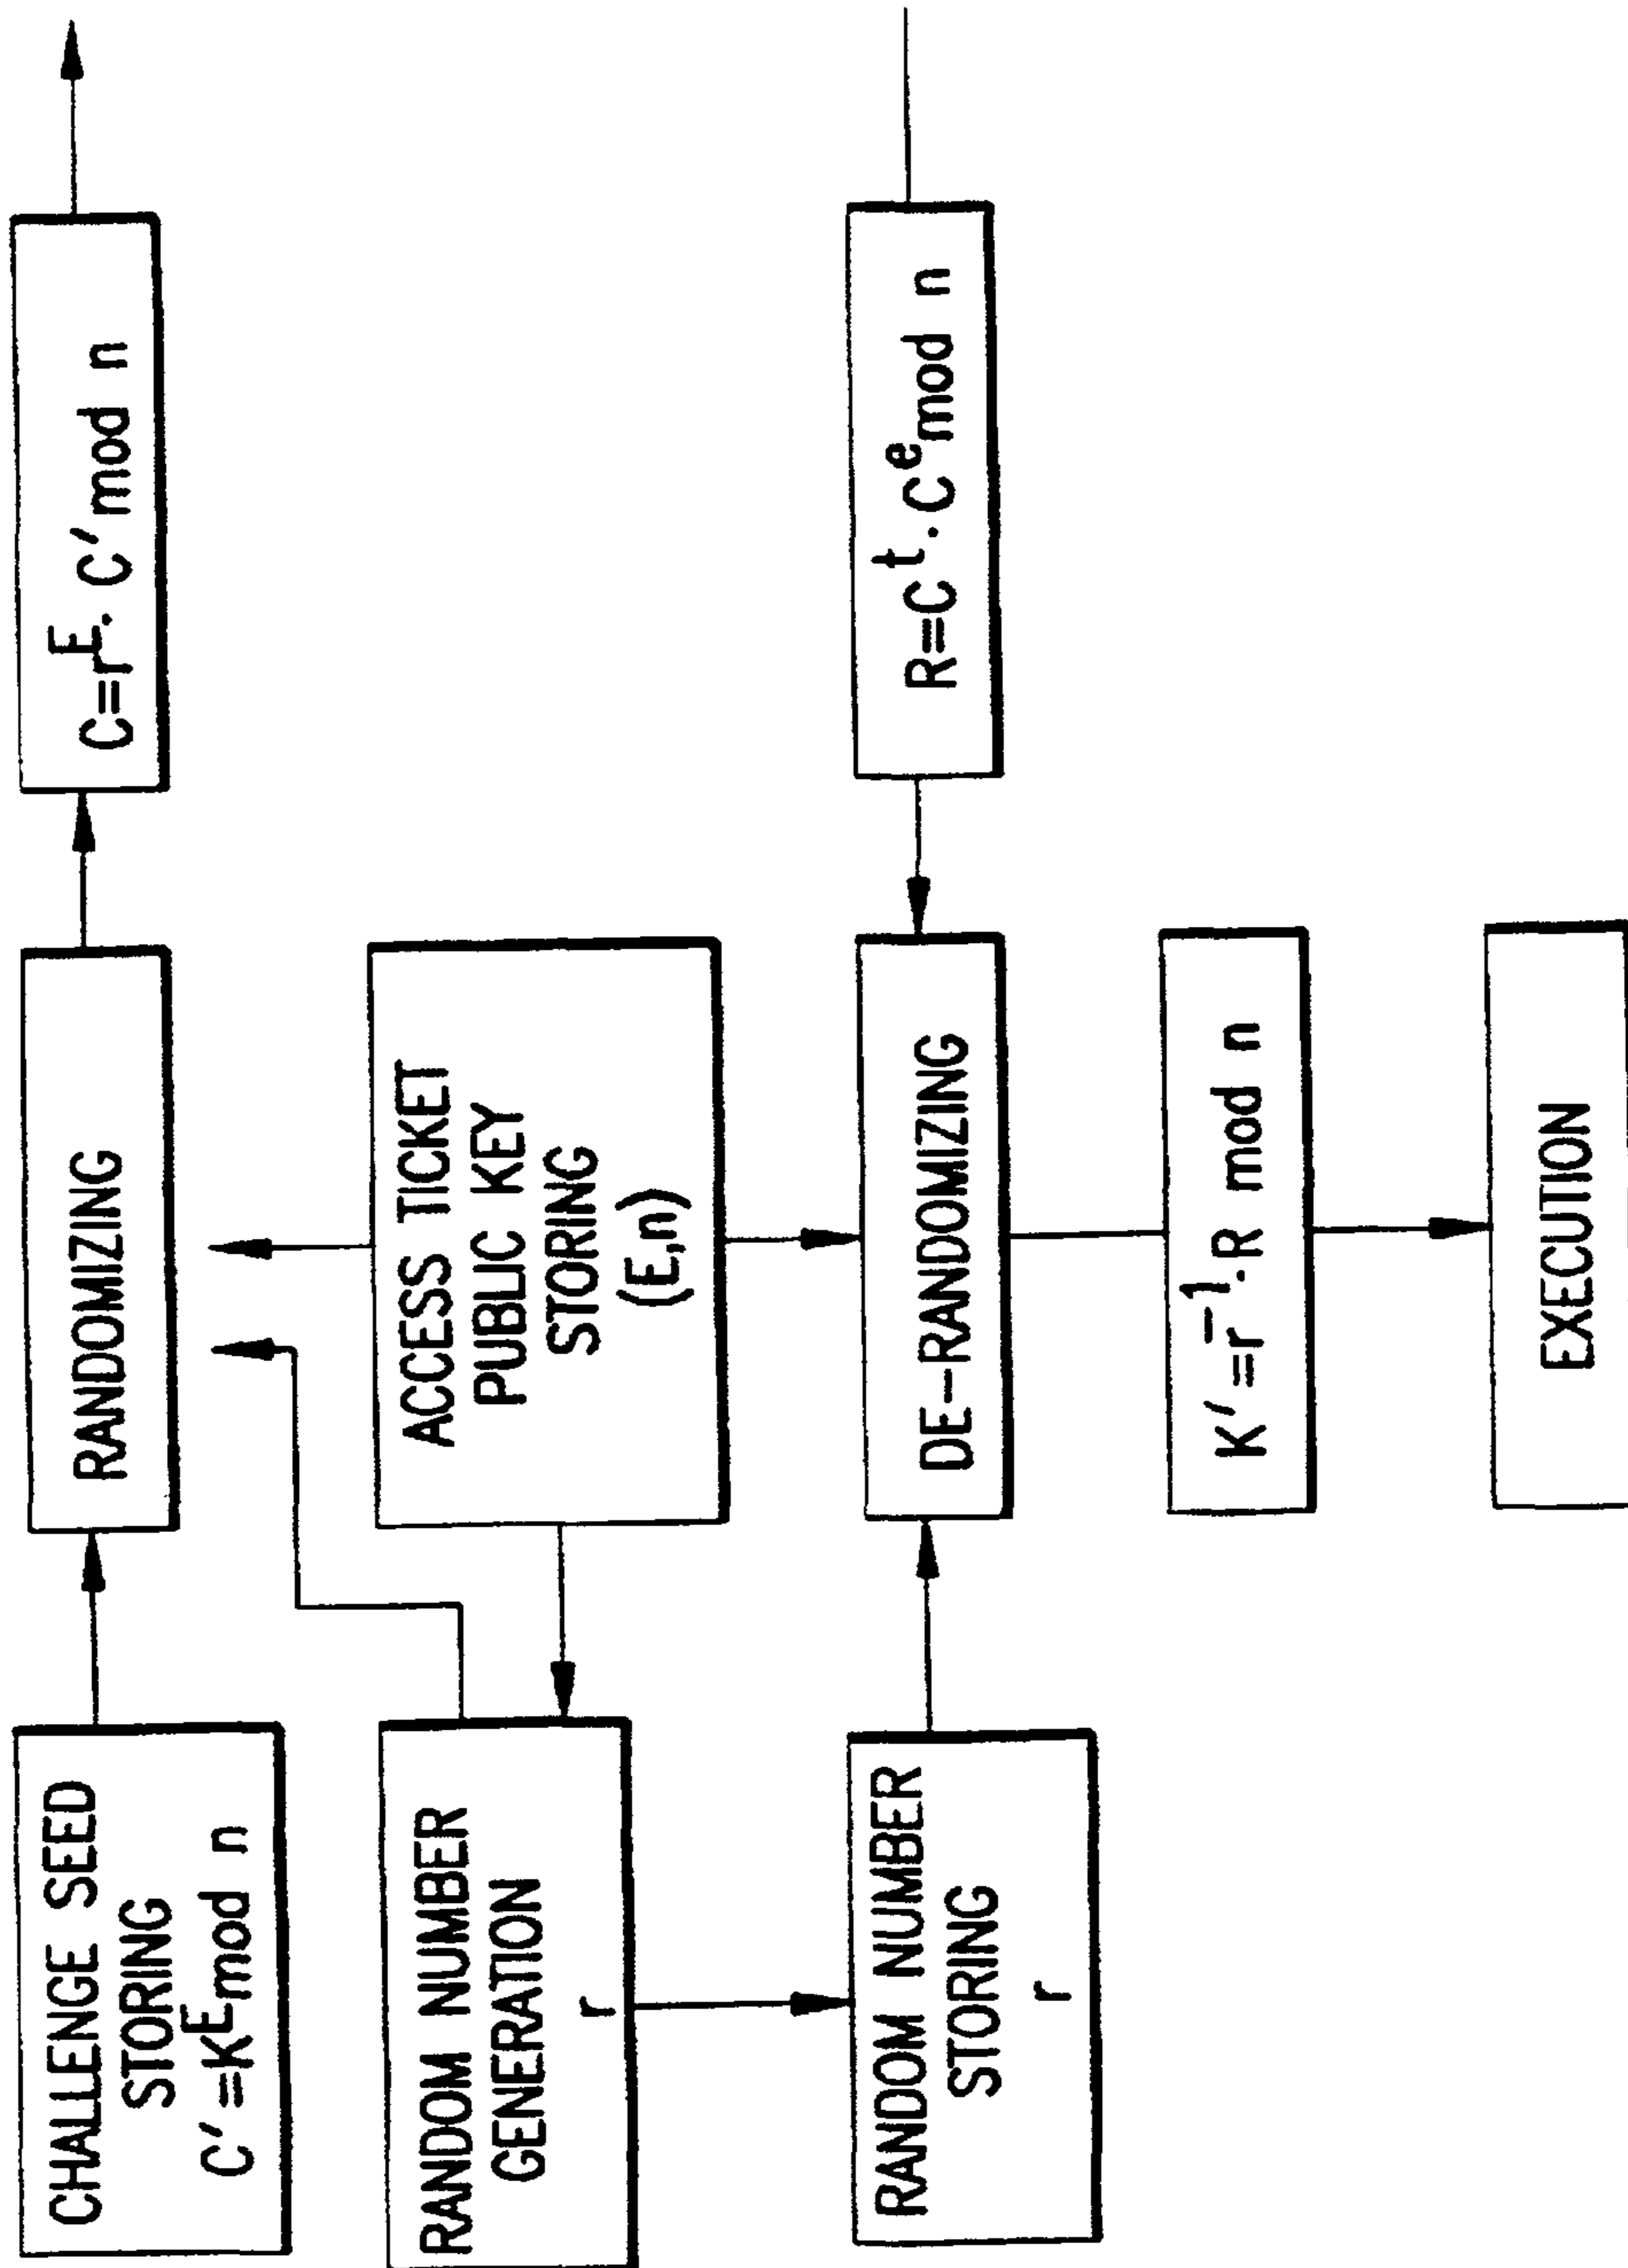 CHALLENGE SEED
STORING
C′=K^E mod n
RANDOMIZING
C=r^E·C′mod n
RANDOM NUMBER
GENERATION
r
ACCESS TICKET
PUBLIC KEY
STORING
(E,n)
RANDOM NUMBER
STORING
r
DE-RANDOMIZING
R=C^t·C^e mod n
K′=r^-1·R mod n
EXECUTION